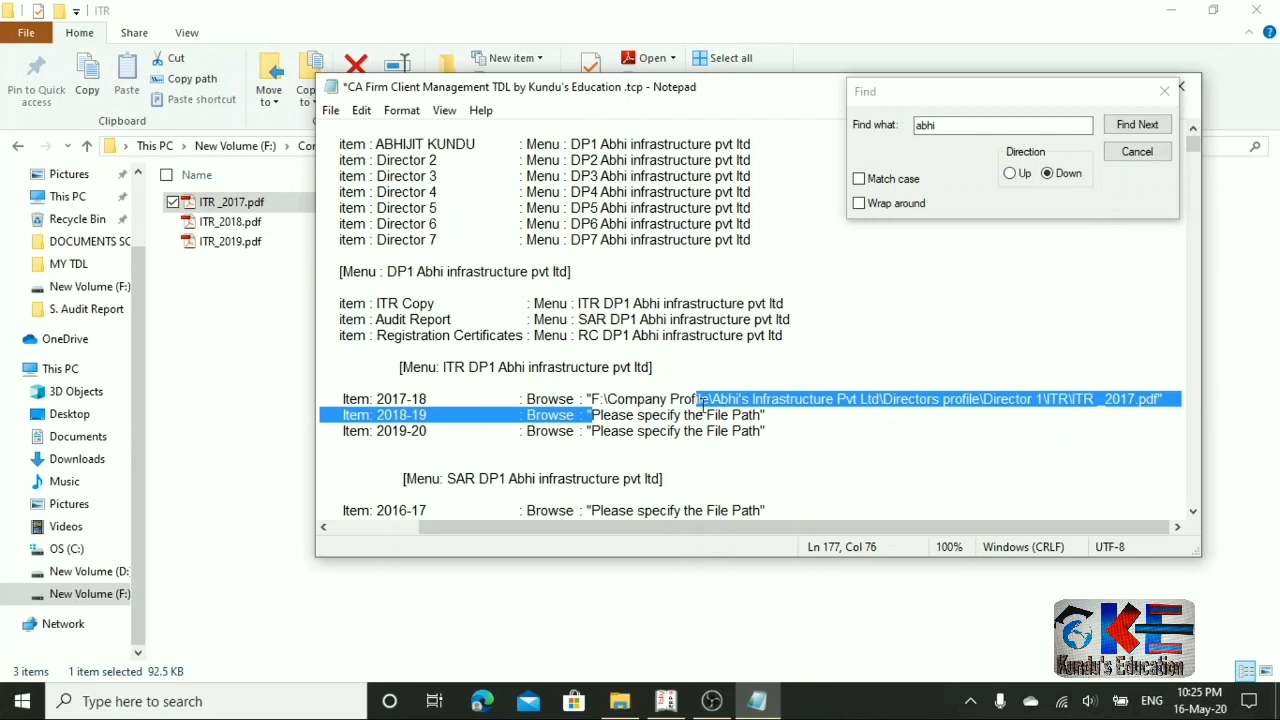 ITR
File
Home
Share
View
Pin to Quick access
Copy
Paste
Cut
Copy path
Paste shortcut
Clipboard
Move to
New item
Open
Select all
This PC
New Volume (F:)
Name
Pictures
This PC
Recycle Bin
DOCUMENTS SC
MY TDL
New Volume (F:)
S. Audit Report
OneDrive
This PC
3D Objects
Desktop
Documents
Downloads
Music
Pictures
Videos
OS (C:)
New Volume (D:
New Volume (F:)
Network
ITR _2017.pdf
ITR_2018.pdf
ITR_2019.pdf
3 items 1 item selected 92.5 KB
*CA Firm Client Management TDL by Kundu's Education .tcp - Notepad
File Edit Format View Help
item : ABHIJIT KUNDU : Menu : DP1 Abhi infrastructure pvt ltd
item : Director 2 : Menu : DP2 Abhi infrastructure pvt ltd
item : Director 3 : Menu : DP3 Abhi infrastructure pvt ltd
item : Director 4 : Menu : DP4 Abhi infrastructure pvt ltd
item : Director 5 : Menu : DP5 Abhi infrastructure pvt ltd
item : Director 6 : Menu : DP6 Abhi infrastructure pvt ltd
item : Director 7 : Menu : DP7 Abhi infrastructure pvt ltd
[Menu : DP1 Abhi infrastructure pvt ltd]
item : ITR Copy : Menu : ITR DP1 Abhi infrastructure pvt ltd
item : Audit Report : Menu : SAR DP1 Abhi infrastructure pvt ltd
item : Registration Certificates : Menu : RC DP1 Abhi infrastructure pvt ltd
[Menu: ITR DP1 Abhi infrastructure pvt ltd]
Item: 2017-18 : Browse : "F:\Company Profile\Abhi's Infrastructure Pvt Ltd\Directors profile\Director 1\ITR\ITR _2017.pdf"
Item: 2018-19 : Browse : "Please specify the File Path"
Item: 2019-20 : Browse : "Please specify the File Path"
[Menu: SAR DP1 Abhi infrastructure pvt ltd]
Item: 2016-17 : Browse : "Please specify the File Path"
Ln 177, Col 76 100% Windows (CRLF) UTF-8
Find
Find what: abhi
Find Next
Cancel
Direction
Up Down
Match case
Wrap around
KE
Kundu's Education
Type here to search
ENG
10:25 PM
16-May-20